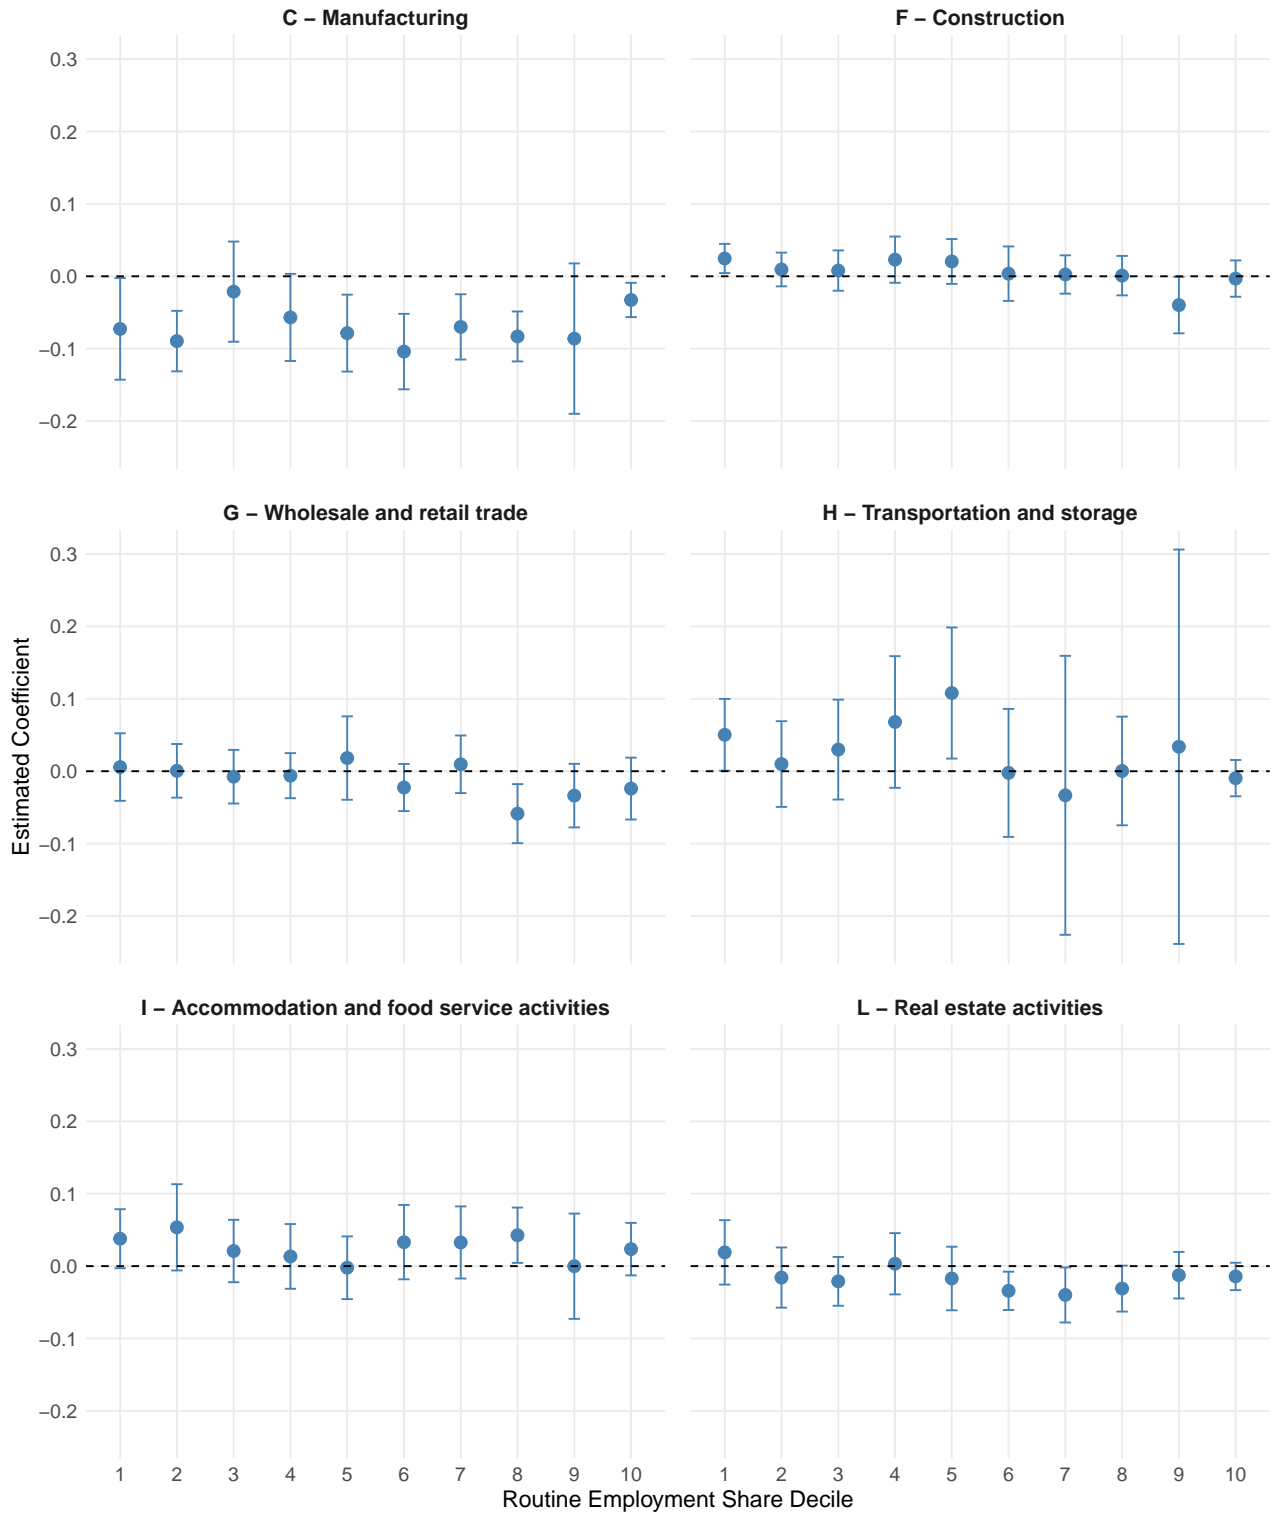 C – Manufacturing
F – Construction
0.3
0.2
0.1
0.0
−0.1
−0.2
G – Wholesale and retail trade
H – Transportation and storage
0.3
0.2
0.1
0.0
−0.1
−0.2
Estimated Coefficient
I – Accommodation and food service activities
L – Real estate activities
0.3
0.2
0.1
0.0
−0.1
−0.2
1 2 3 4 5 6 7 8 9 10
1 2 3 4 5 6 7 8 9 10
Routine Employment Share Decile